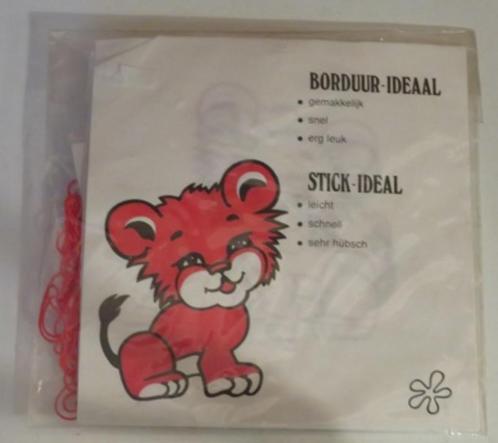 BORDUUR-IDEAAL
• gemakkelijk
• snel
• erg leuk
STICK-IDEAL
• leicht
• schnell
• sehr hübsch